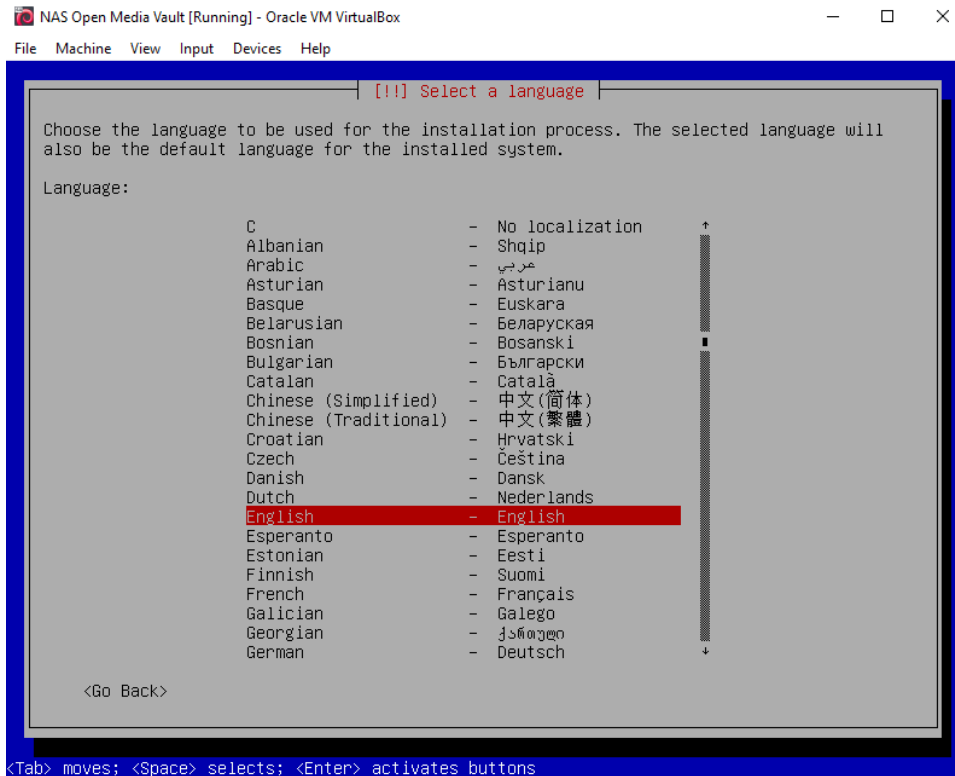 NAS Open Media Vault [Running] - Oracle VM VirtualBox
File Machine View Input Devices Help
[!!] Select a language
Choose the language to be used for the installation process. The selected language will
also be the default language for the installed system.
Language:
C - No localization
Albanian - Shqip
Arabic - عربي
Asturian - Asturianu
Basque - Euskara
Belarusian - Беларуская
Bosnian - Bosanski
Bulgarian - Български
Catalan - Català
Chinese (Simplified) - 中文(简体)
Chinese (Traditional) - 中文(繁體)
Croatian - Hrvatski
Czech - Čeština
Danish - Dansk
Dutch - Nederlands
English - English
Esperanto - Esperanto
Estonian - Eesti
Finnish - Suomi
French - Français
Galician - Galego
Georgian - ქართული
German - Deutsch
<Go Back>
<Tab> moves; <Space> selects; <Enter> activates buttons